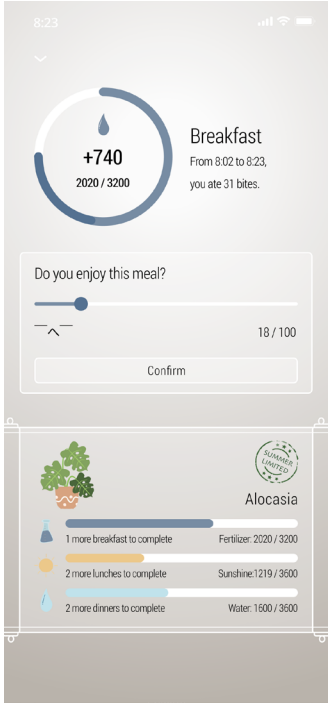 8:23
+740
2020 / 3200
Breakfast
From 8:02 to 8:23,
you ate 31 bites.
Do you enjoy this meal?
18 / 100
Confirm
SUMMER
LIMITED
Alocasia
1 more breakfast to complete
Fertilizer: 2020 / 3200
2 more lunches to complete
Sunshine:1219 / 3600
2 more dinners to complete
Water: 1600 / 3600